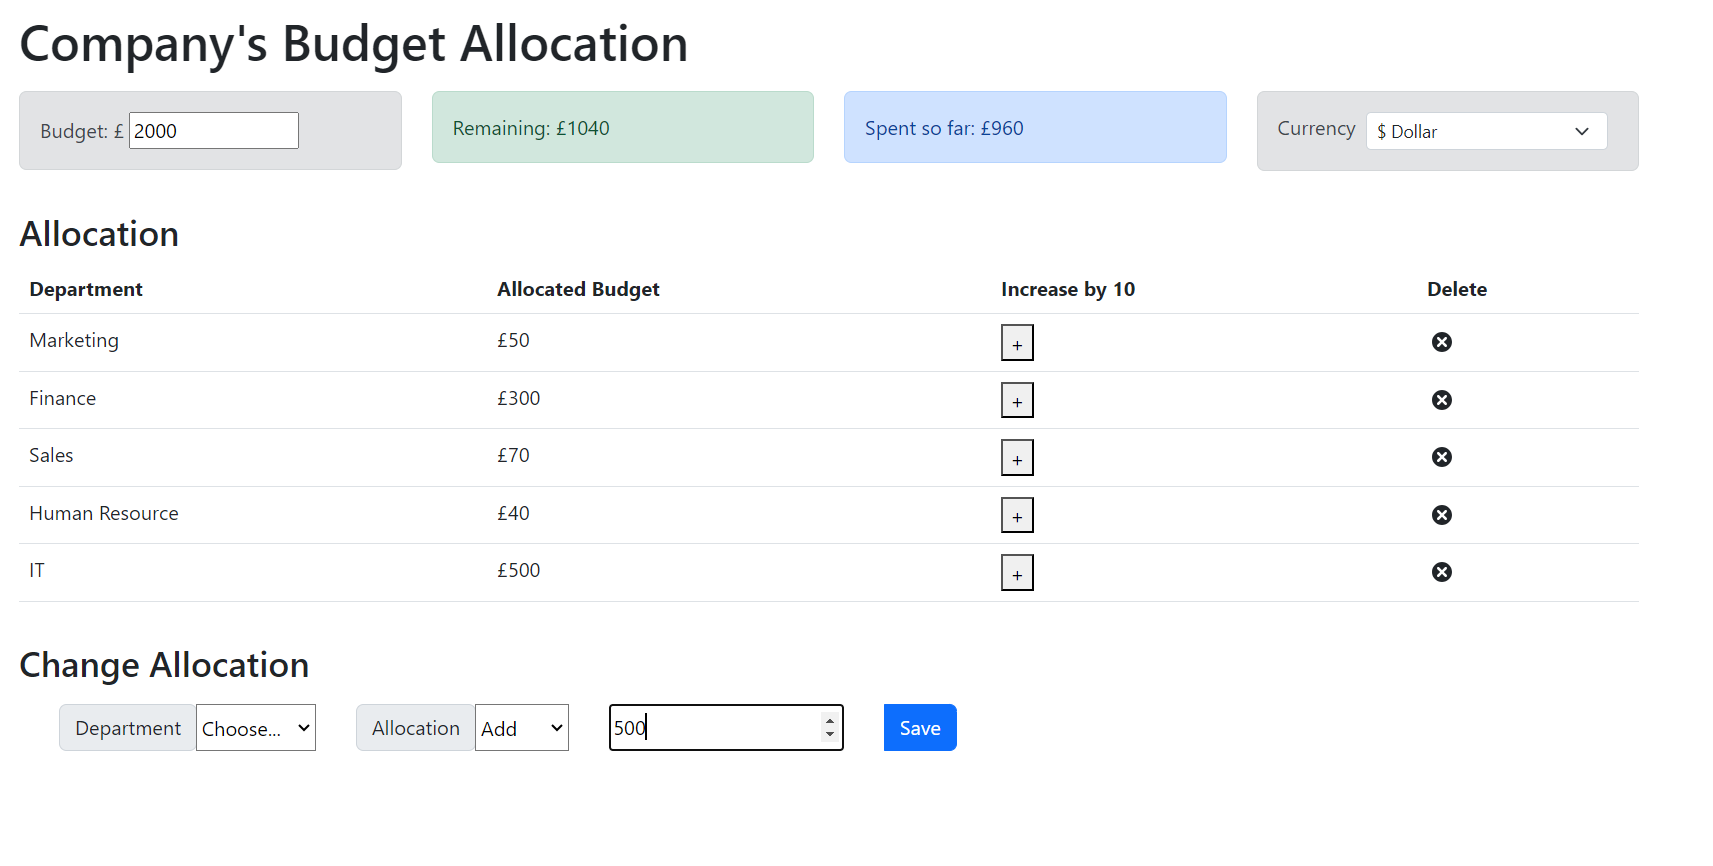 Company's Budget Allocation
Budget: £ 2000 Remaining: £1040 Spent so far: £960 Currency $ Dollar
Allocation
Department Allocated Budget Increase by 10 Delete
Marketing £50 +
Finance £300 +
Sales £70 +
Human Resource £40 +
IT £500 +
Change Allocation
Department Choose... Allocation Add 500 Save